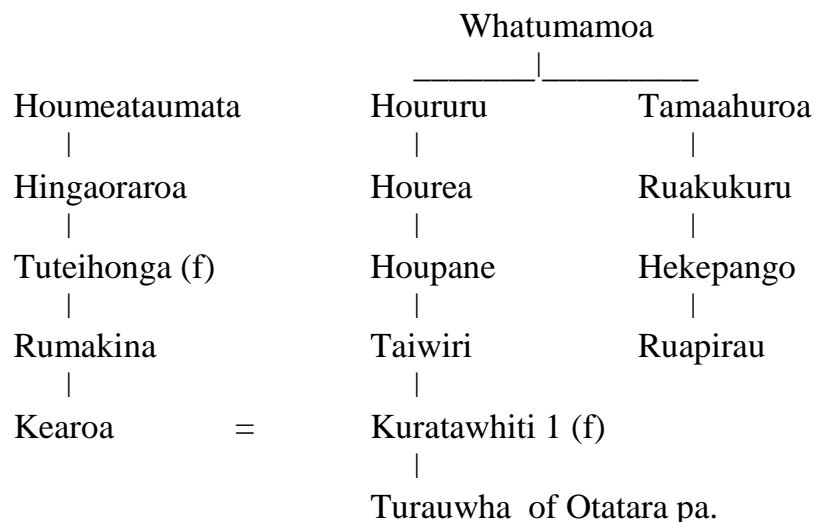 Whatumamoa
Houmeataumata Houruru Tamaahuroa
Hingaoraroa Hourea Ruakukuru
Tuteihonga (f) Houpane Hekepango
Rumakina Taiwiri Ruapirau
Kearoa = Kuratawhiti 1 (f)
Turauwha of Otatara pa.